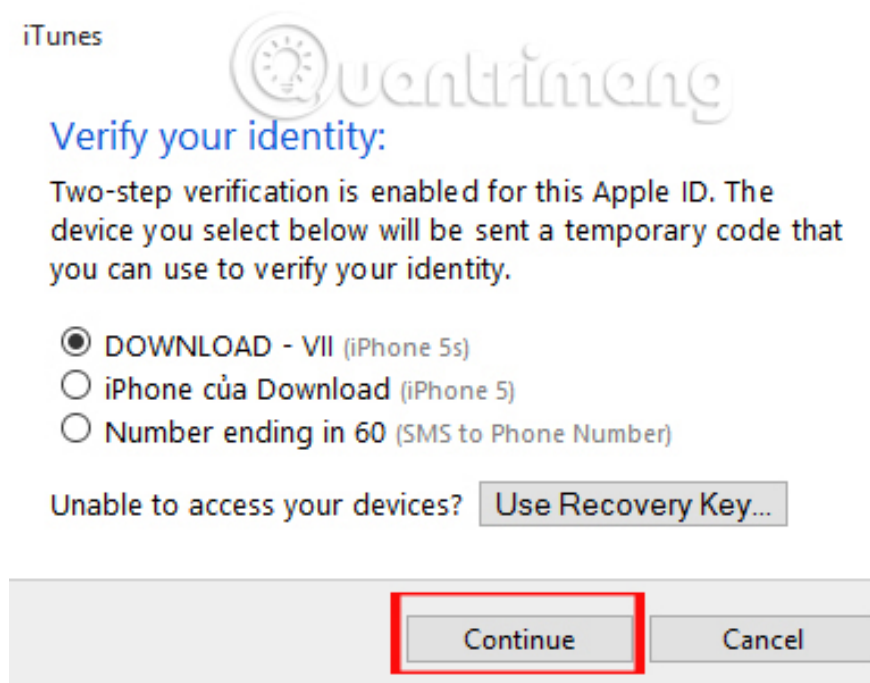 iTunes
Quantrimang
Verify your identity:
Two-step verification is enabled for this Apple ID. The
device you select below will be sent a temporary code that
you can use to verify your identity.
DOWNLOAD - VII (iPhone 5s)
iPhone của Download (iPhone 5)
Number ending in 60 (SMS to Phone Number)
Unable to access your devices? Use Recovery Key...
Continue Cancel